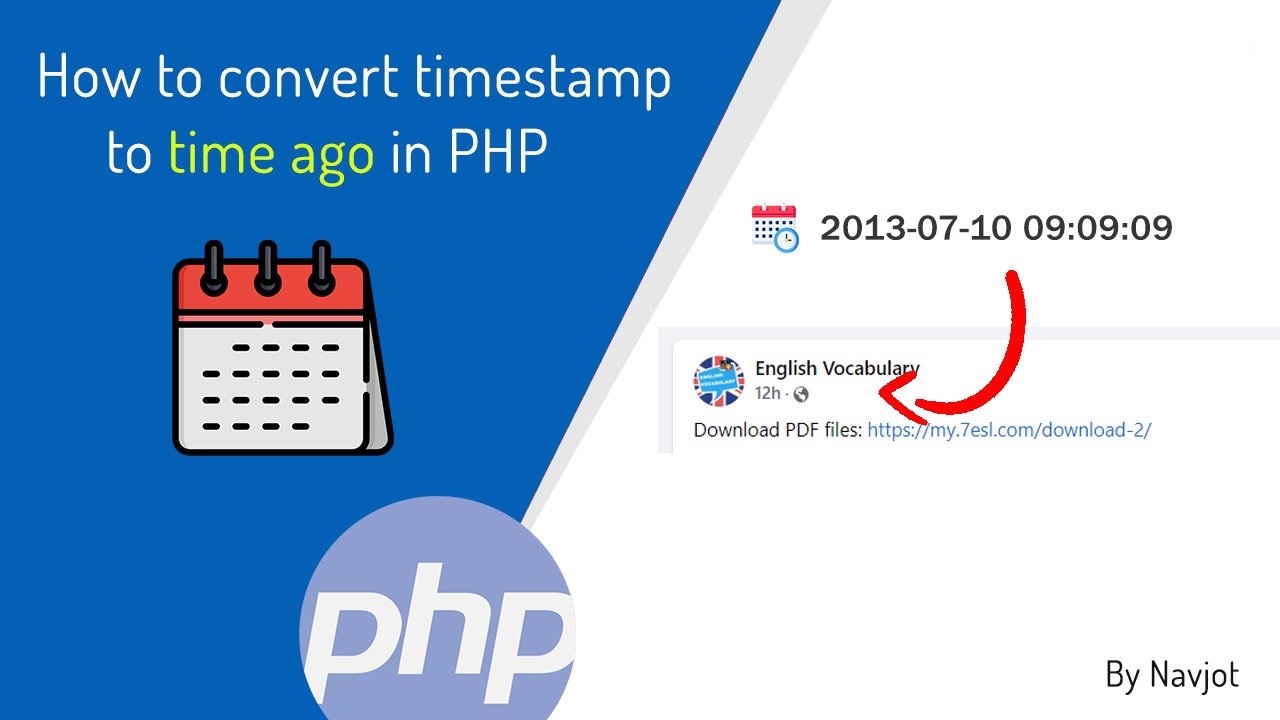 How to convert timestamp
to time ago in PHP
2013-07-10 09:09:09
English Vocabulary
12h ·
Download PDF files: https://my.7esl.com/download-2/
php
By Navjot